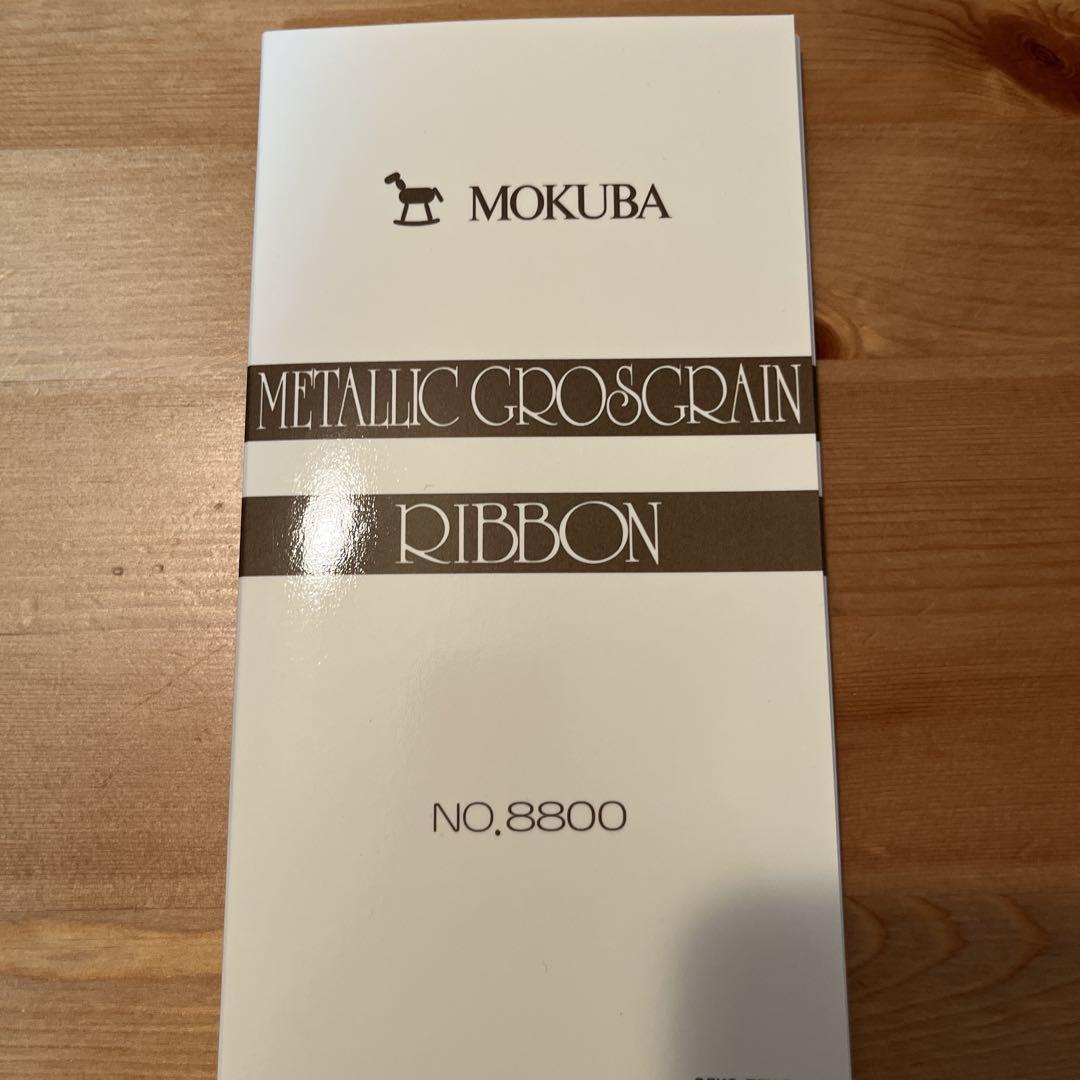 MOKUBA
METALLIC GROSGRAIN
RIBBON
NO.8800